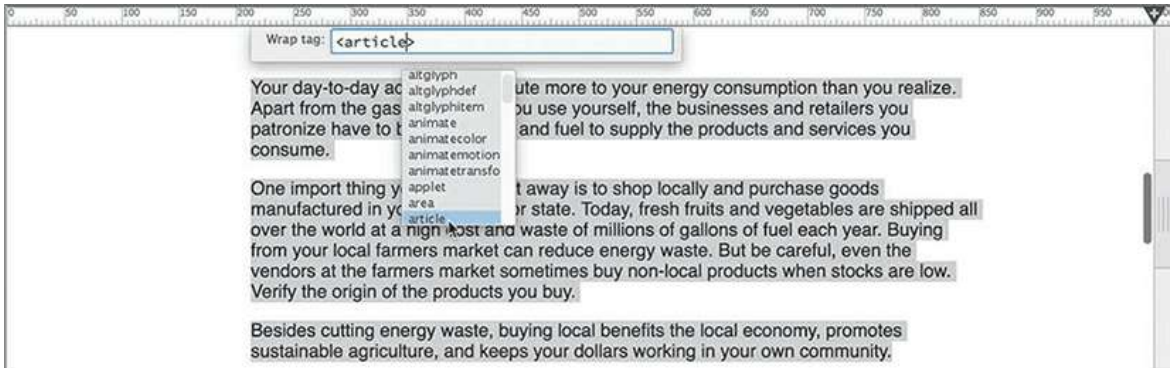 0 50 100 150 200 250 300 350 400 450 500 550 600 650 700 750 800 850 900 950
Wrap tag: <article>
altglyph
altglyphdef
altglyphitem
animate
animatecolor
animatemotion
animatetransfo
applet
area
article
Your day-to-day ac ute more to your energy consumption than you realize.
Apart from the gas ou use yourself, the businesses and retailers you
patronize have to b and fuel to supply the products and services you
consume.
One import thing y t away is to shop locally and purchase goods
manufactured in yo or state. Today, fresh fruits and vegetables are shipped all
over the world at a high cost and waste of millions of gallons of fuel each year. Buying
from your local farmers market can reduce energy waste. But be careful, even the
vendors at the farmers market sometimes buy non-local products when stocks are low.
Verify the origin of the products you buy.
Besides cutting energy waste, buying local benefits the local economy, promotes
sustainable agriculture, and keeps your dollars working in your own community.